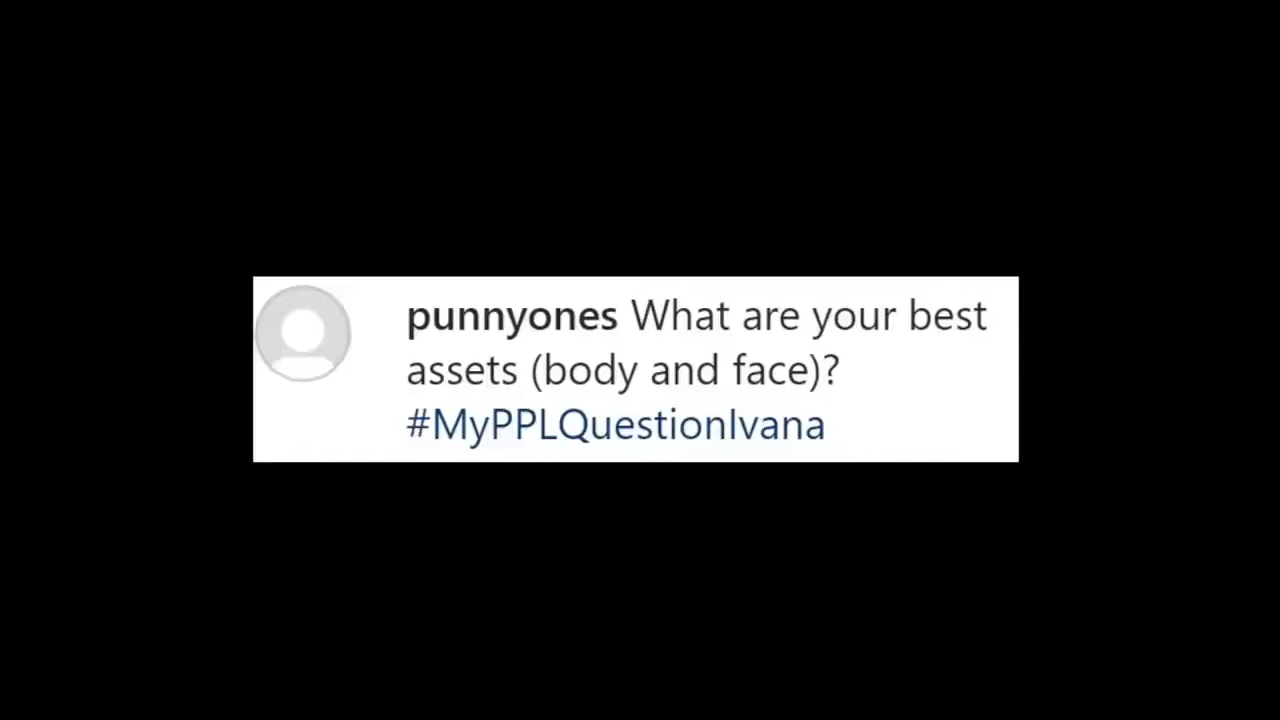 punnyones What are your best
assets (body and face)?
#MyPPLQuestionIvana